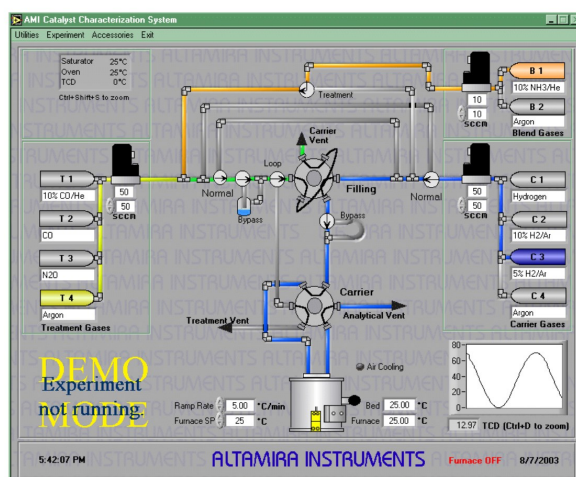 AMI Catalyst Characterization System
Utilities Experiment Accessories Exit
Saturator 25°C
Oven 25°C
TCD 0°C
Ctrl+Shift+S to zoom
Treatment
10
10
sccm
B 1
10% NH3/He
B 2
Argon
Blend Gases
Carrier
Vent
Loop
Normal
Bypass
Filling
Normal
Bypass
T 1
10% CO/He
T 2
CO
T 3
N2O
T 4
Argon
Treatment Gases
50
50
sccm
50
50
sccm
C 1
Hydrogen
C 2
10% H2/Ar
C 3
5% H2/Ar
C 4
Argon
Carrier Gases
Carrier
Treatment Vent
Analytical Vent
DEMO
Experiment
not running.
MODE
Air Cooling
Ramp Rate 5.00 °C/min
Furnace SP 25 °C
Bed 25.00 °C
Furnace 25.00 °C
80
60
40
20
0
12.97 TCD (Ctrl+D to zoom)
5:42:07 PM ALTAMIRA INSTRUMENTS Furnace OFF 8/7/2003